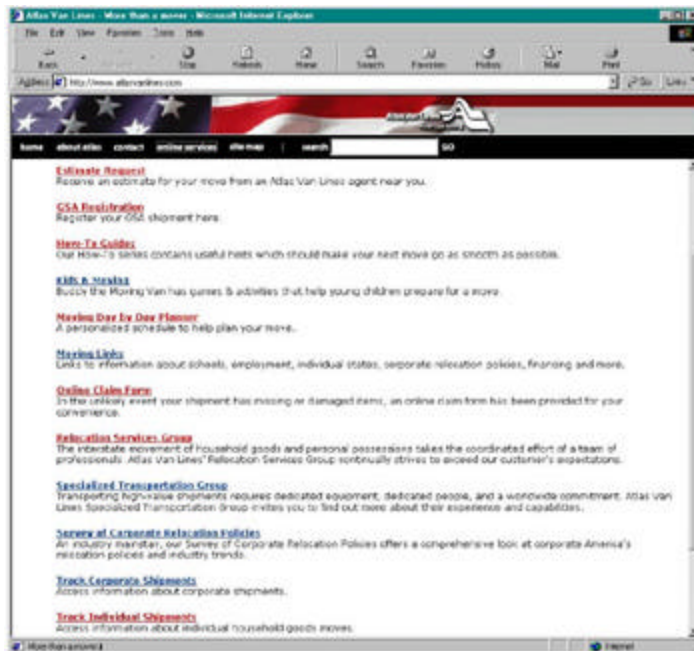 Atlas Van Lines - More than a mover - Microsoft Internet Explorer
File Edit View Favorites Tools Help
Back Stop Refresh Home Search Favorites History Mail Print
Address http://www.atlasvanlines.com Go Links
home about atlas contact online services site map | search GO
Estimate Request
Receive an estimate for your move from an Atlas Van Lines agent near you.
GSA Registration
Register your GSA shipment here.
How-To Guides
Our How-To series contains useful hints which should make your next move go as smooth as possible.
Kids & Moving
Buddy the Moving Van has games & activities that help young children prepare for a move.
Moving Day by Day Planner
A personalized schedule to help plan your move.
Moving Links
Links to information about schools, employment, individual states, corporate relocation policies, financing and more.
Online Claim Form
In the unlikely event your shipment has missing or damaged items, an online claim form has been provided for your
convenience.
Relocation Services Group
The interstate movement of household goods and personal possessions takes the coordinated effort of a team of
professionals. Atlas Van Lines' Relocation Services Group continually strives to exceed our customer's expectations.
Specialized Transportation Group
Transporting high-value shipments requires dedicated equipment, dedicated people, and a worldwide commitment. Atlas Van
Lines Specialized Transportation Group invites you to find out more about their experience and capabilities.
Survey of Corporate Relocation Policies
An industry mainstay, our Survey of Corporate Relocation Policies offers a comprehensive look at corporate America's
relocation policies and industry trends.
Track Corporate Shipments
Access information about corporate shipments.
Track Individual Shipments
Access information about individual household goods moves.
More than a mover Internet